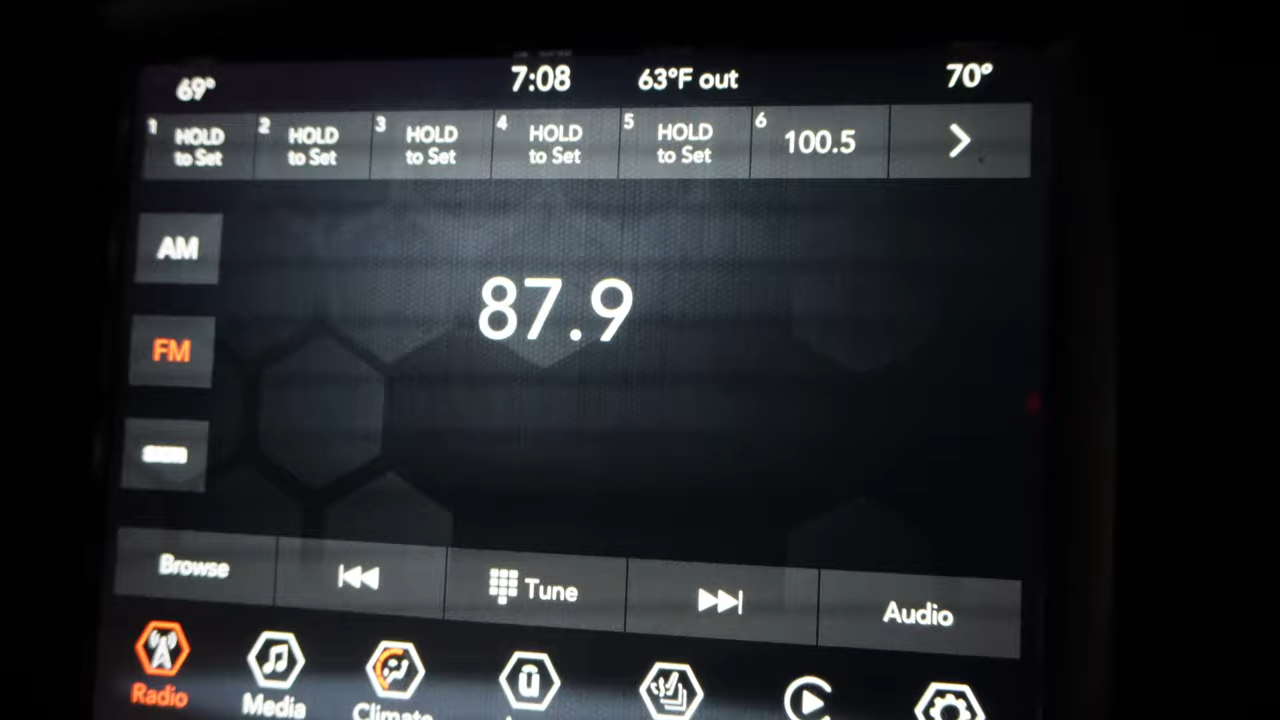 69° 7:08 63°F out 70°
1 HOLD to Set 2 HOLD to Set 3 HOLD to Set 4 HOLD to Set 5 HOLD to Set 6 100.5
AM
87.9
FM
Browse Tune Audio
Radio Media Climate